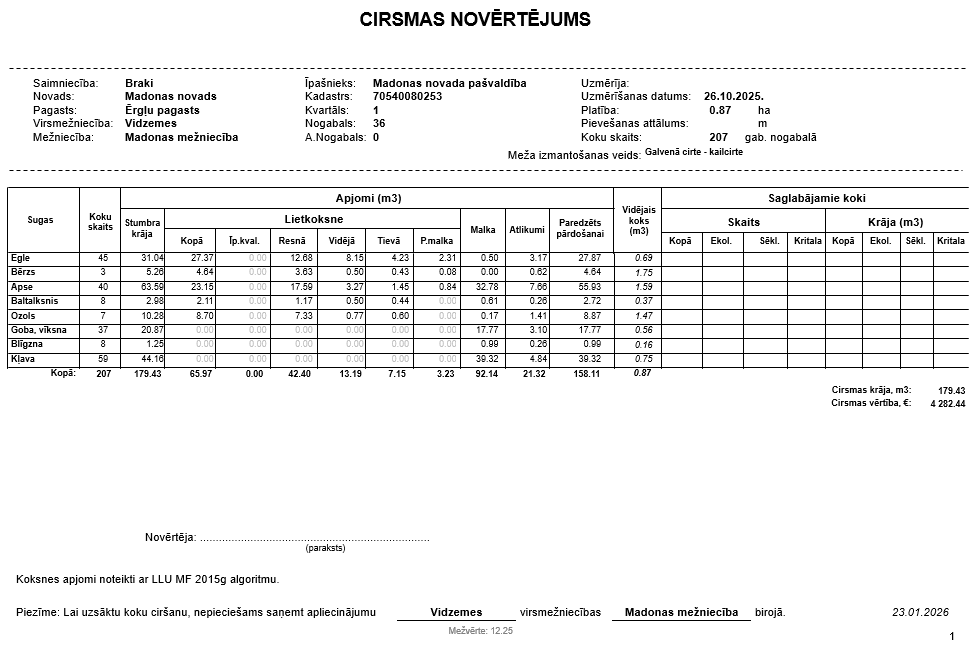 CIRSMAS NOVĒRTĒJUMS
Saimniecība: Braki Īpašnieks: Madonas novada pašvaldība Uzmērīja:
Novads: Madonas novads Kadastrs: 70540080253 Uzmērīšanas datums: 26.10.2025.
Pagasts: Ērgļu pagasts Kvartāls: 1 Platība: 0.87 ha
Virsmežniecība: Vidzemes Nogabals: 36 Pievešanas attālums: m
Mežniecība: Madonas mežniecība A.Nogabals: 0 Koku skaits: 207 gab. nogabalā
Meža izmantošanas veids: Galvenā cirte - kailcirte
Sugas Koku skaits Apjomi (m3) Vidējais koks (m3) Saglabājamie koki
Stumbra krāja Lietkoksne Malka Atlikumi Paredzēts pārdošanai Skaits Krāja (m3)
Kopā Īp.kval. Resnā Vidējā Tievā P.malka Kopā Ekol. Sēkl. Kritala Kopā Ekol. Sēkl. Kritala
Egle 45 31.04 27.37 0.00 12.68 8.15 4.23 2.31 0.50 3.17 27.87 0.69
Bērzs 3 5.26 4.64 0.00 3.63 0.50 0.43 0.08 0.00 0.62 4.64 1.75
Apse 40 63.59 23.15 0.00 17.59 3.27 1.45 0.84 32.78 7.66 55.93 1.59
Baltalksnis 8 2.98 2.11 0.00 1.17 0.50 0.44 0.00 0.61 0.26 2.72 0.37
Ozols 7 10.28 8.70 0.00 7.33 0.77 0.60 0.00 0.17 1.41 8.87 1.47
Goba, vīksna 37 20.87 0.00 0.00 0.00 0.00 0.00 0.00 17.77 3.10 17.77 0.56
Blīgzna 8 1.25 0.00 0.00 0.00 0.00 0.00 0.00 0.99 0.26 0.99 0.16
Kļava 59 44.16 0.00 0.00 0.00 0.00 0.00 0.00 39.32 4.84 39.32 0.75
Kopā: 207 179.43 65.97 0.00 42.40 13.19 7.15 3.23 92.14 21.32 158.11 0.87
Cirsmas krāja, m3: 179.43
Cirsmas vērtība, €: 4 282.44
Novērtēja: ............................................................................
(paraksts)
Koksnes apjomi noteikti ar LLU MF 2015g algoritmu.
Piezīme: Lai uzsāktu koku ciršanu, nepieciešams saņemt apliecinājumu Vidzemes virsmežniecības Madonas mežniecība birojā. 23.01.2026
Mežvērte: 12.25
1